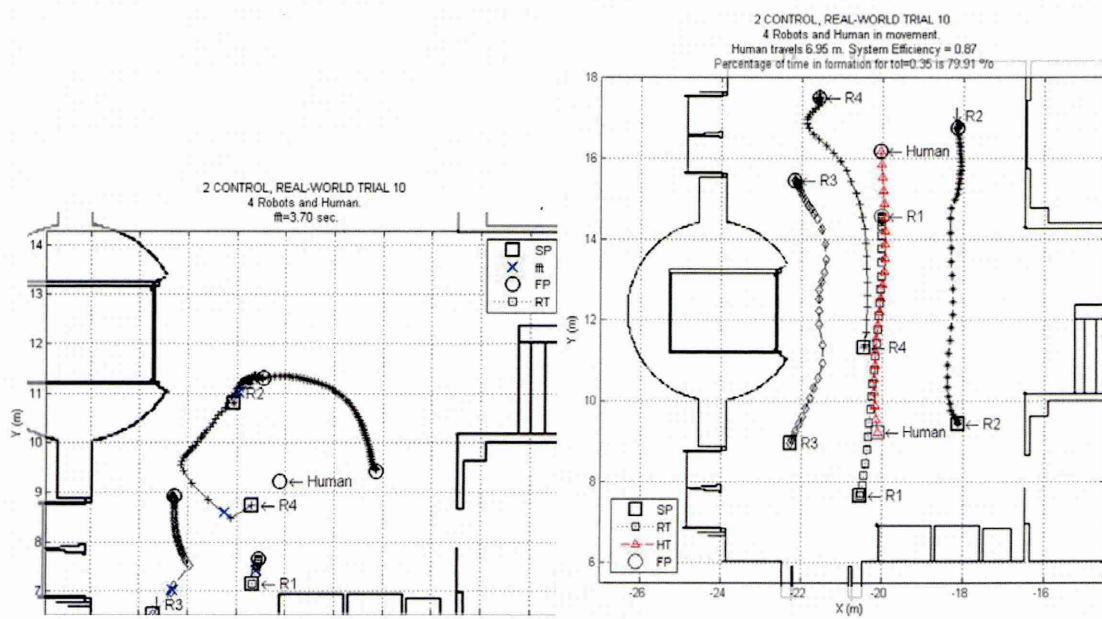 2 CONTROL, REAL-WORLD TRIAL 10
4 Robots and Human.
fft=3.70 sec.
14
13
12
11
10
9
8
7
Y (m)
SP
fft
FP
RT
R2
Human
R4
R1
R3
2 CONTROL, REAL-WORLD TRIAL 10
4 Robots and Human in movement.
Human travels 6.95 m. System Efficiency = 0.87
Percentage of time in formation for tol=0.35 is 79.91 %
18
16
14
12
10
8
6
Y (m)
R4
R2
Human
R3
R1
R4
R3
Human
R2
R1
SP
RT
HT
FP
-26
-24
-22
-20
-18
-16
-14
X (m)